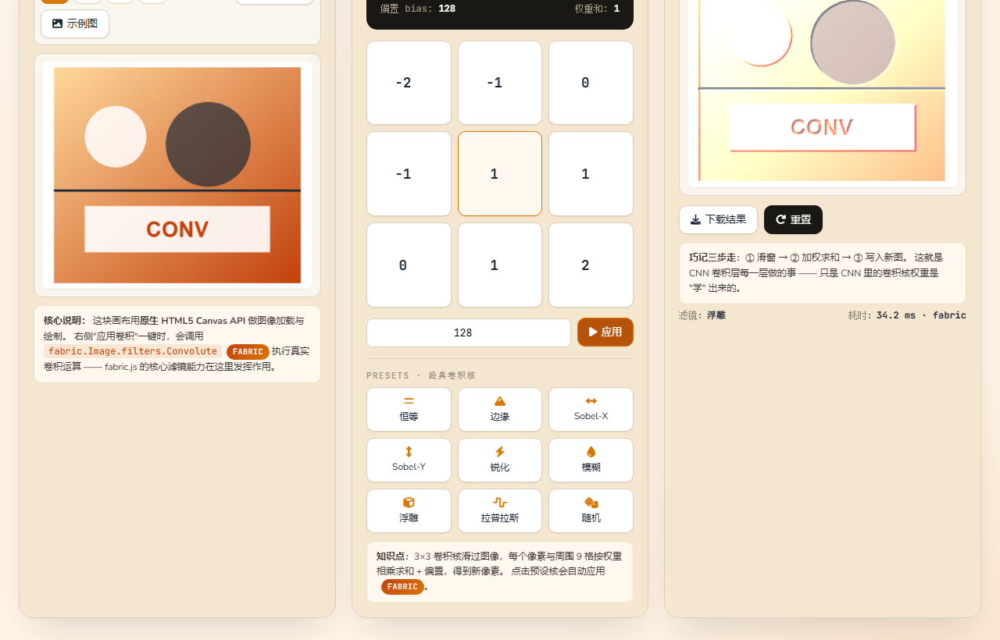 示例图
CONV
核心说明： 这块画布用原生 HTML5 Canvas API 做图像加载与
绘制。 右侧"应用卷积"一键时，会调用
fabric.Image.filters.Convolute FABRIC 执行真实
卷积运算 —— fabric.js 的核心滤镜能力在这里发挥作用。
偏置 bias: 128 权重和: 1
-2 -1 0
-1 1 1
0 1 2
128 应用
PRESETS · 经典卷积核
恒等 边缘 Sobel-X
Sobel-Y 锐化 模糊
浮雕 拉普拉斯 随机
知识点：3×3 卷积核滑过图像，每个像素与周围 9 格按权重
相乘求和 + 偏置，得到新像素。 点击预设核会自动应用
FABRIC 。
CONV
下载结果 重置
巧记三步走：① 滑窗 → ② 加权求和 → ③ 写入新图。 这就是
CNN 卷积层每一层做的事 —— 只是 CNN 里的卷积核权重是
"学" 出来的。
滤镜: 浮雕 耗时: 34.2 ms · fabric